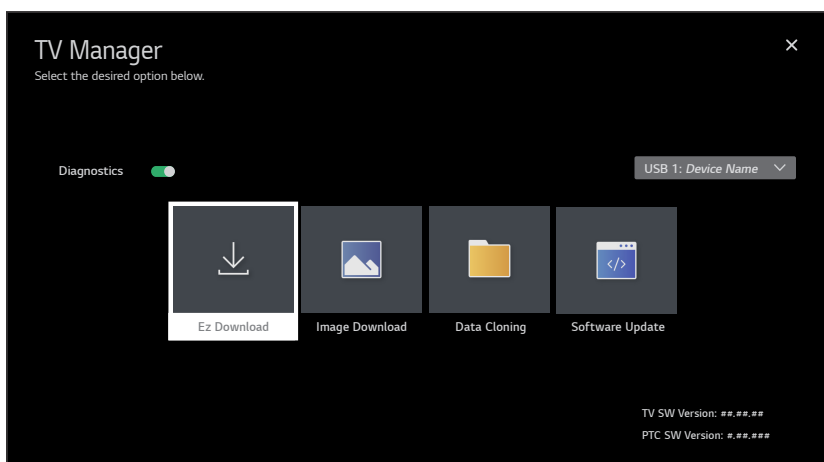 TV Manager
Select the desired option below.
Diagnostics
USB 1: Device Name
</>
Ez Download
Image Download
Data Cloning
Software Update
TV SW Version: ##.##.##
PTC SW Version: #.##.###